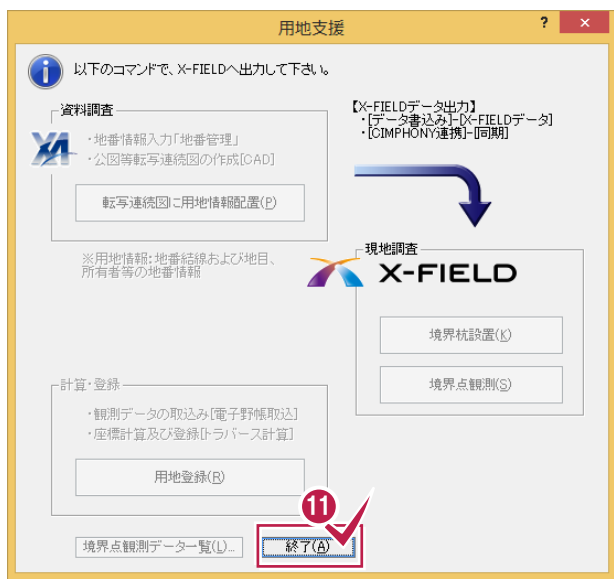 用地支援
?
×
以下のコマンドで、X-FIELDへ出力して下さい。
資料調査
XA
・地番情報入力「地番管理」
・公図等転写連続図の作成[CAD]
転写連続図に用地情報配置(P)
※用地情報:地番結線および地目、
所有者等の地番情報
【X-FIELDデータ出力】
・[データ書込み]-[X-FIELDデータ]
・[CIMPHONY連携]-[同期]
現地調査
X-FIELD
境界杭設置(K)
境界点観測(S)
計算・登録
・観測データの取込み[電子野帳取込]
・座標計算及び登録[トラバース計算]
用地登録(R)
境界点観測データ一覧(L)...
11
終了(A)